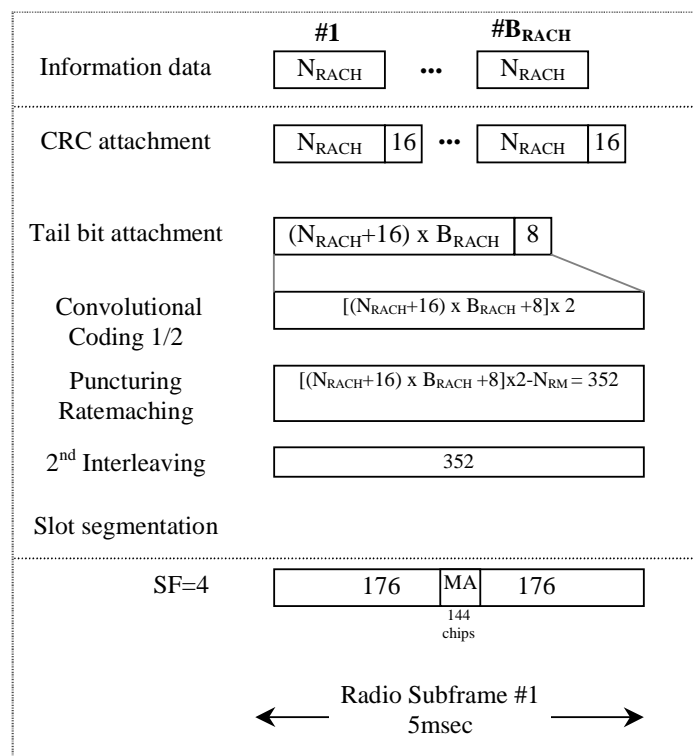 #1 #B_RACH
Information data N_RACH ... N_RACH
CRC attachment N_RACH 16 ... N_RACH 16
Tail bit attachment (N_RACH+16) x B_RACH 8
Convolutional
Coding 1/2
[(N_RACH+16) x B_RACH +8]x 2
Puncturing
Ratemaching
[(N_RACH+16) x B_RACH +8]x2-N_RM = 352
2nd Interleaving 352
Slot segmentation
SF=4 176 MA 176
144
chips
Radio Subframe #1
5msec